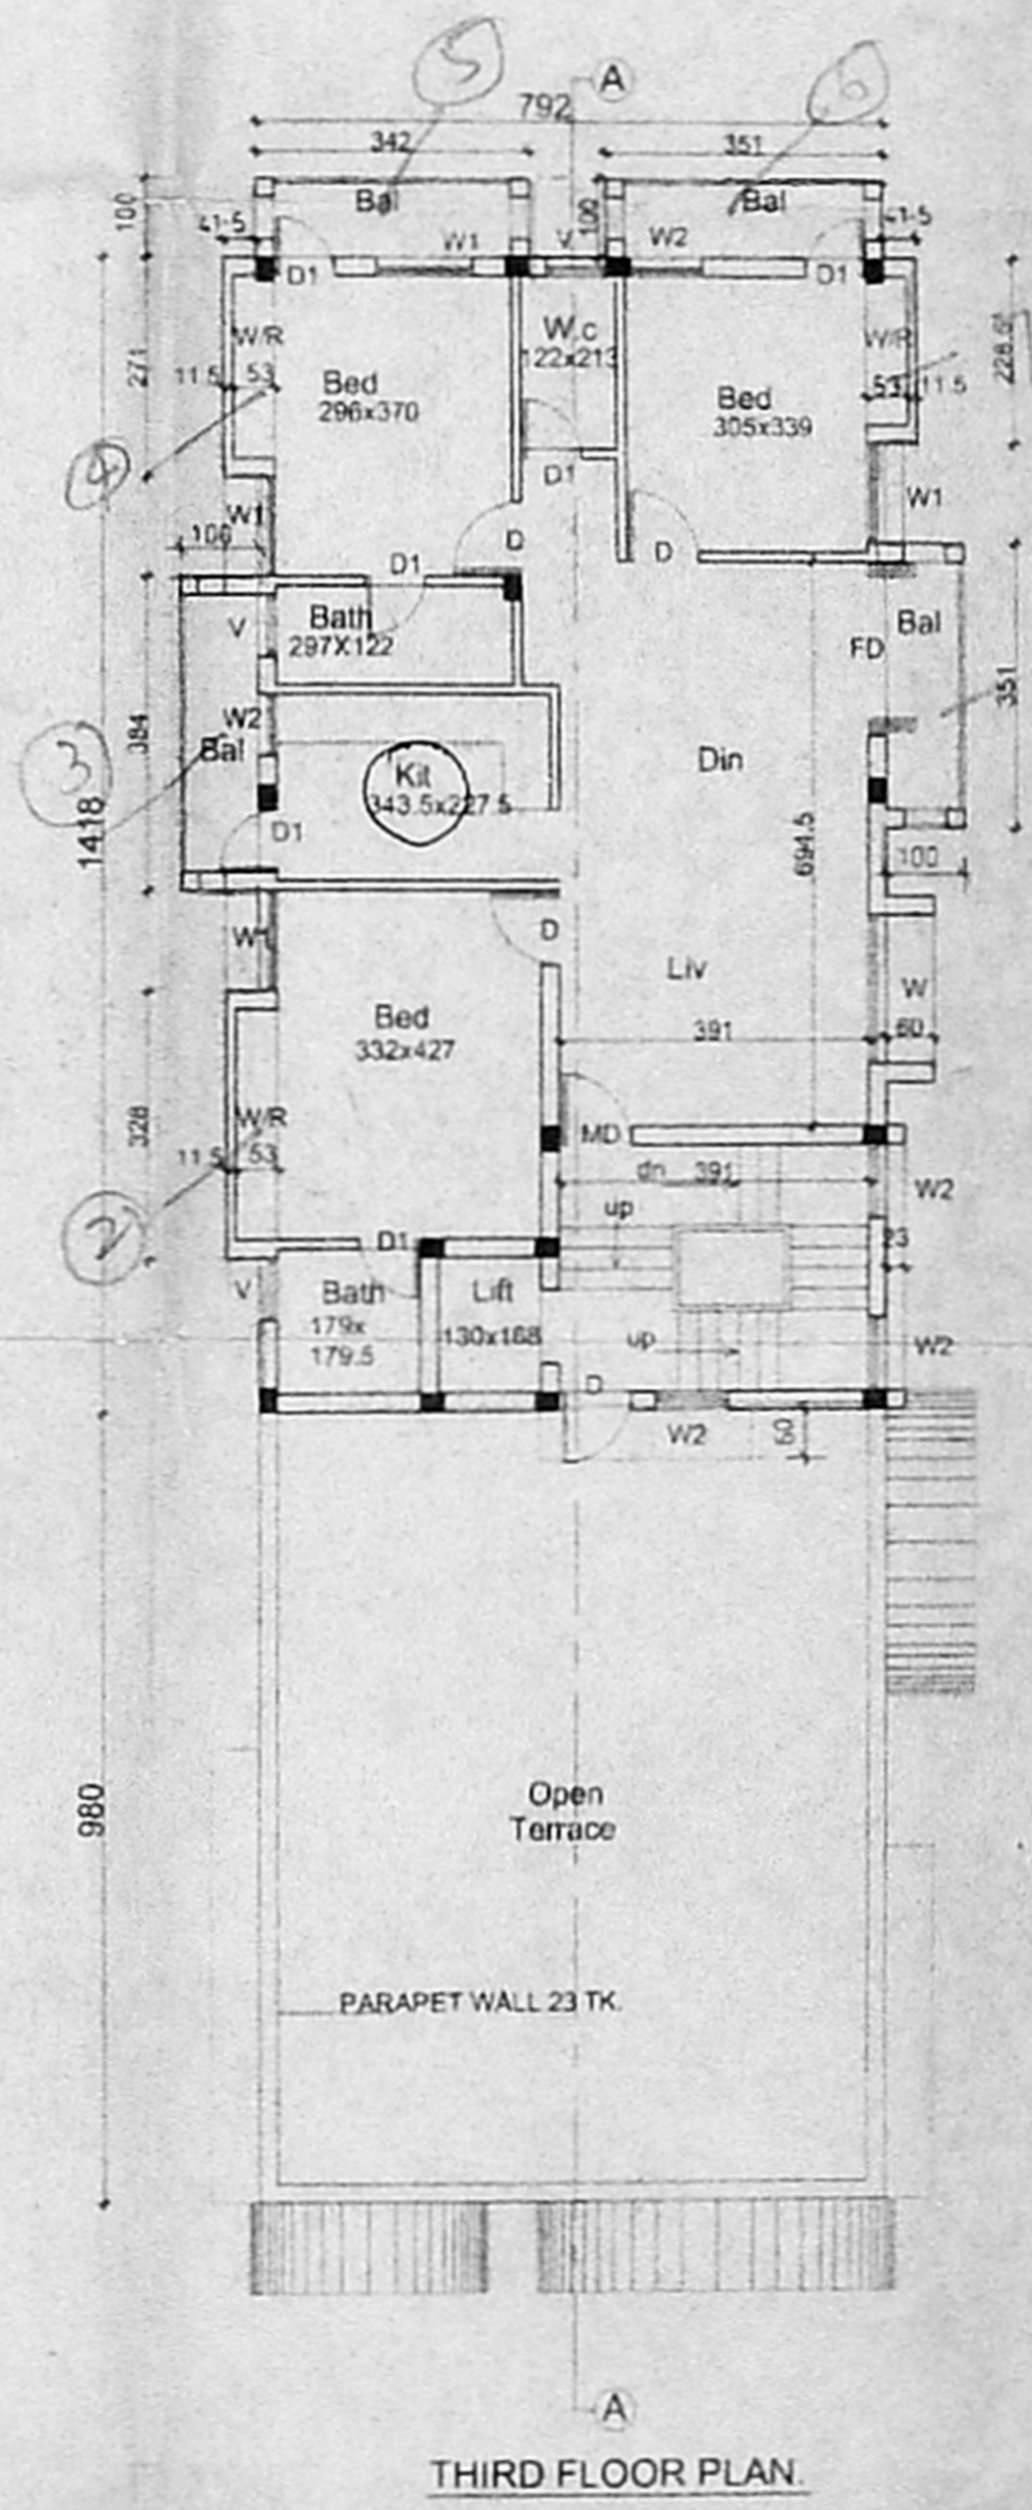 5
6
A
792
342
351
100
Bal
Bal
100
41-5
41-5
W1
V
W2
D1
D1
W/R
W.c
122x213
W/R
271
228.5
11.5
53
Bed
296x370
Bed
305x339
53
11.5
4
D1
W1
W1
100
D
D
D1
Bath
297X122
V
FD
Bal
351
3
384
W2
Bal
Kit
343.5x227.5
Din
1418
D1
694.5
100
D
W
Liv
W
Bed
332x427
391
60
328
W/R
MD
11.5
53
dn
391
W2
up
2
D1
23
V
Bath
179x
179.5
Lift
130x168
up
W2
D
W2
60
980
Open
Terrace
PARAPET WALL 23 TK.
A
THIRD FLOOR PLAN.